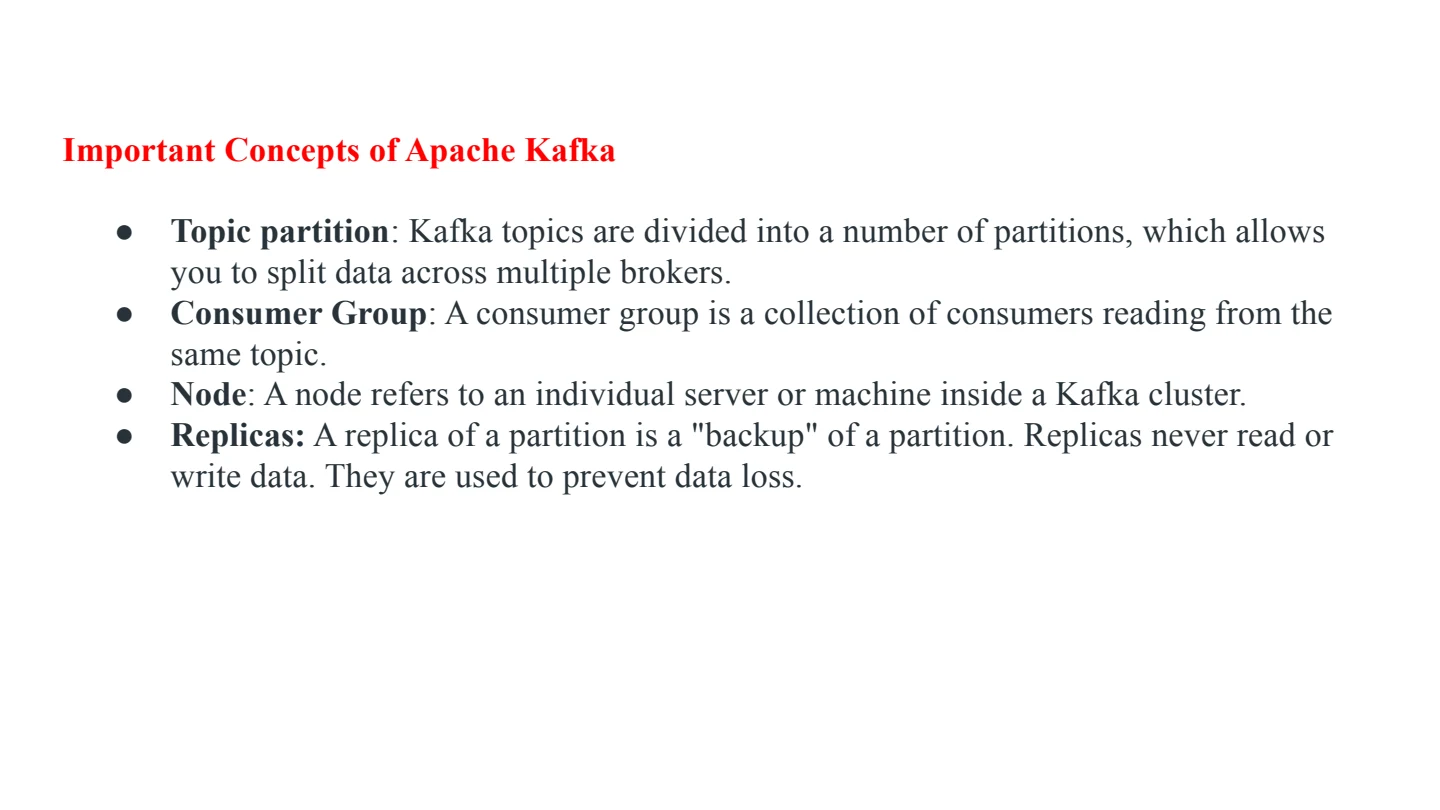 Important Concepts of Apache Kafka
● Topic partition: Kafka topics are divided into a number of partitions, which allows
you to split data across multiple brokers.
● Consumer Group: A consumer group is a collection of consumers reading from the
same topic.
● Node: A node refers to an individual server or machine inside a Kafka cluster.
● Replicas: A replica of a partition is a "backup" of a partition. Replicas never read or
write data. They are used to prevent data loss.